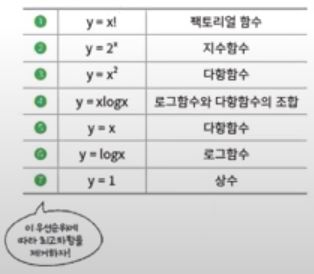 1 y = x! 팩토리얼 함수
2 y = 2ˣ 지수함수
3 y = x² 다항함수
4 y = xlogx 로그함수와 다항함수의 조합
5 y = x 다항함수
6 y = logx 로그함수
7 y = 1 상수
이 우선순위에
따라 최고차항을
제거하자!